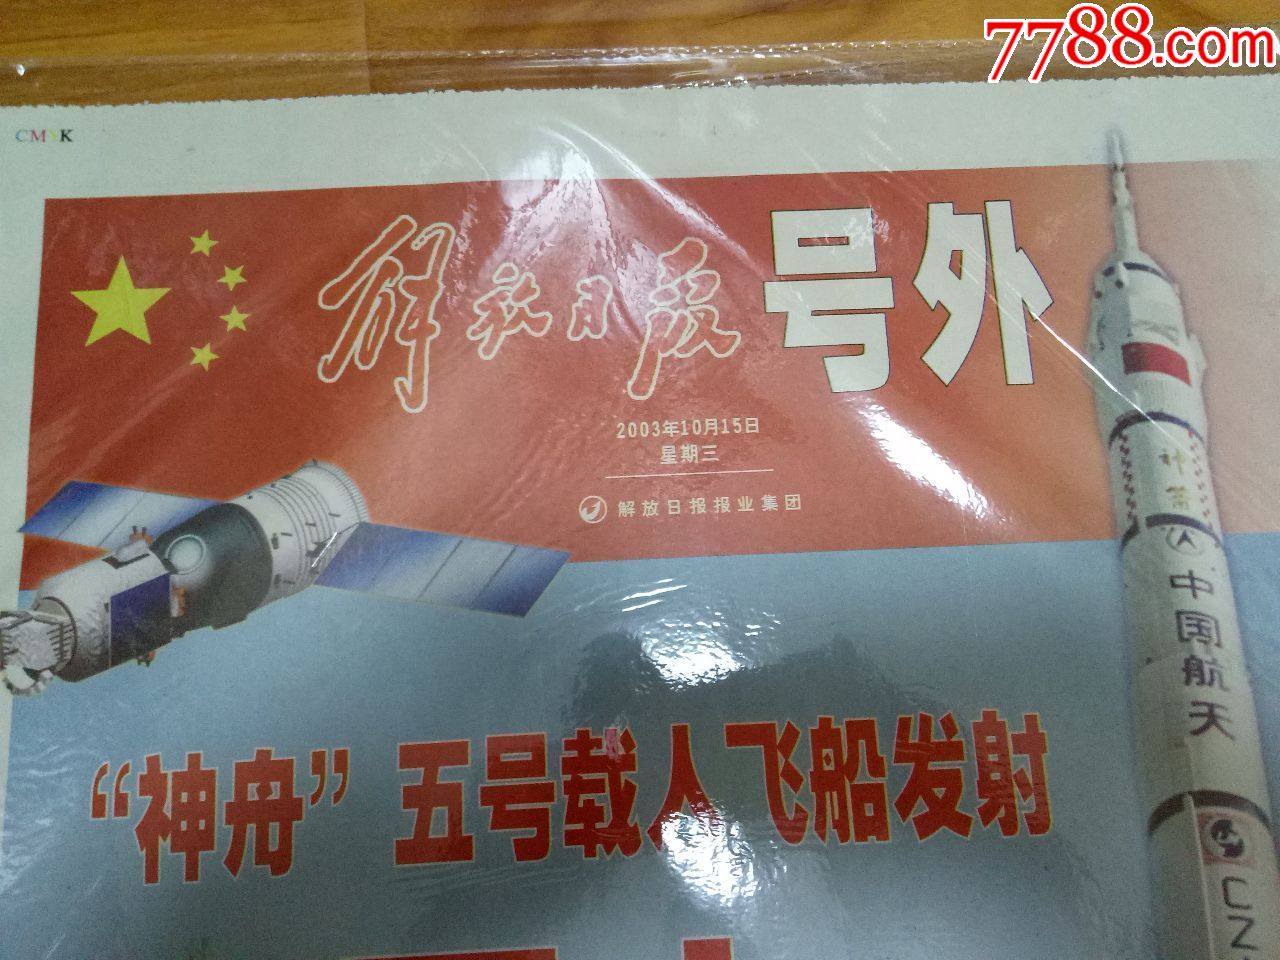 7788.com
CMYK
解放日报 号外
2003年10月15日
星期三
解放日报报业集团
神舟
中国航天
CZ
“神舟”五号载人飞船发射